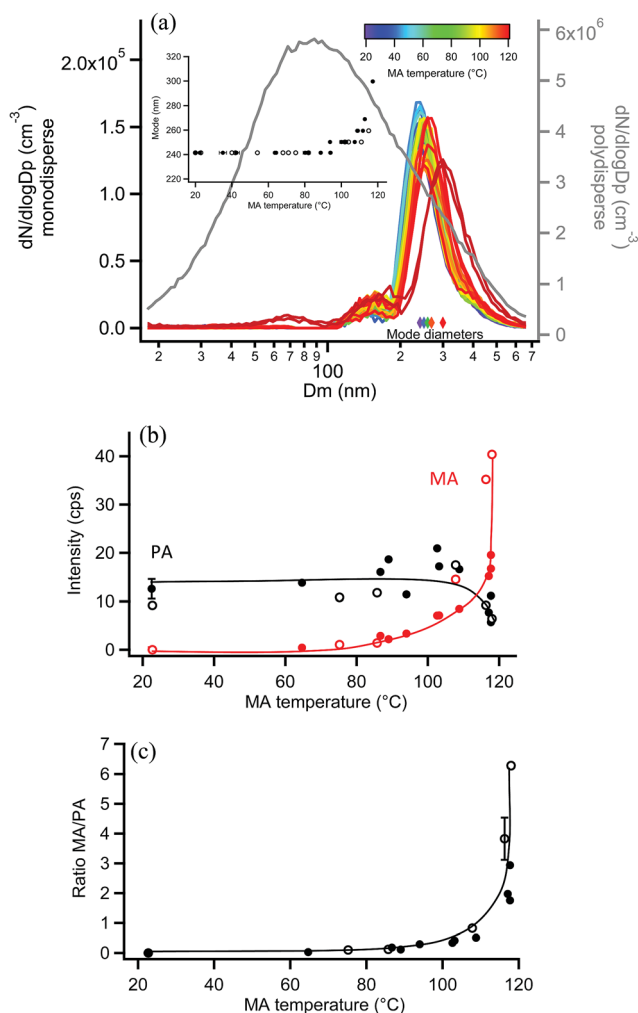 (a)
20 40 60 80 100 120
MA temperature (°C)
2.0x10⁵
1.5
1.0
0.5
0.0
dN/dlogDp (cm⁻³)
monodisperse
6x10⁶
5
4
3
2
1
0
dN/dlogDp (cm⁻³)
polydisperse
Mode (nm)
320
300
280
260
240
220
20 40 60 80 100 120
MA temperature (°C)
Mode diameters
2 3 4 5 6 7 8 9 100 2 3 4 5 6 7
Dm (nm)
(b)
Intensity (cps)
40
30
20
10
0
MA
PA
20 40 60 80 100 120
MA temperature (°C)
(c)
Ratio MA/PA
7
6
5
4
3
2
1
0
20 40 60 80 100 120
MA temperature (°C)